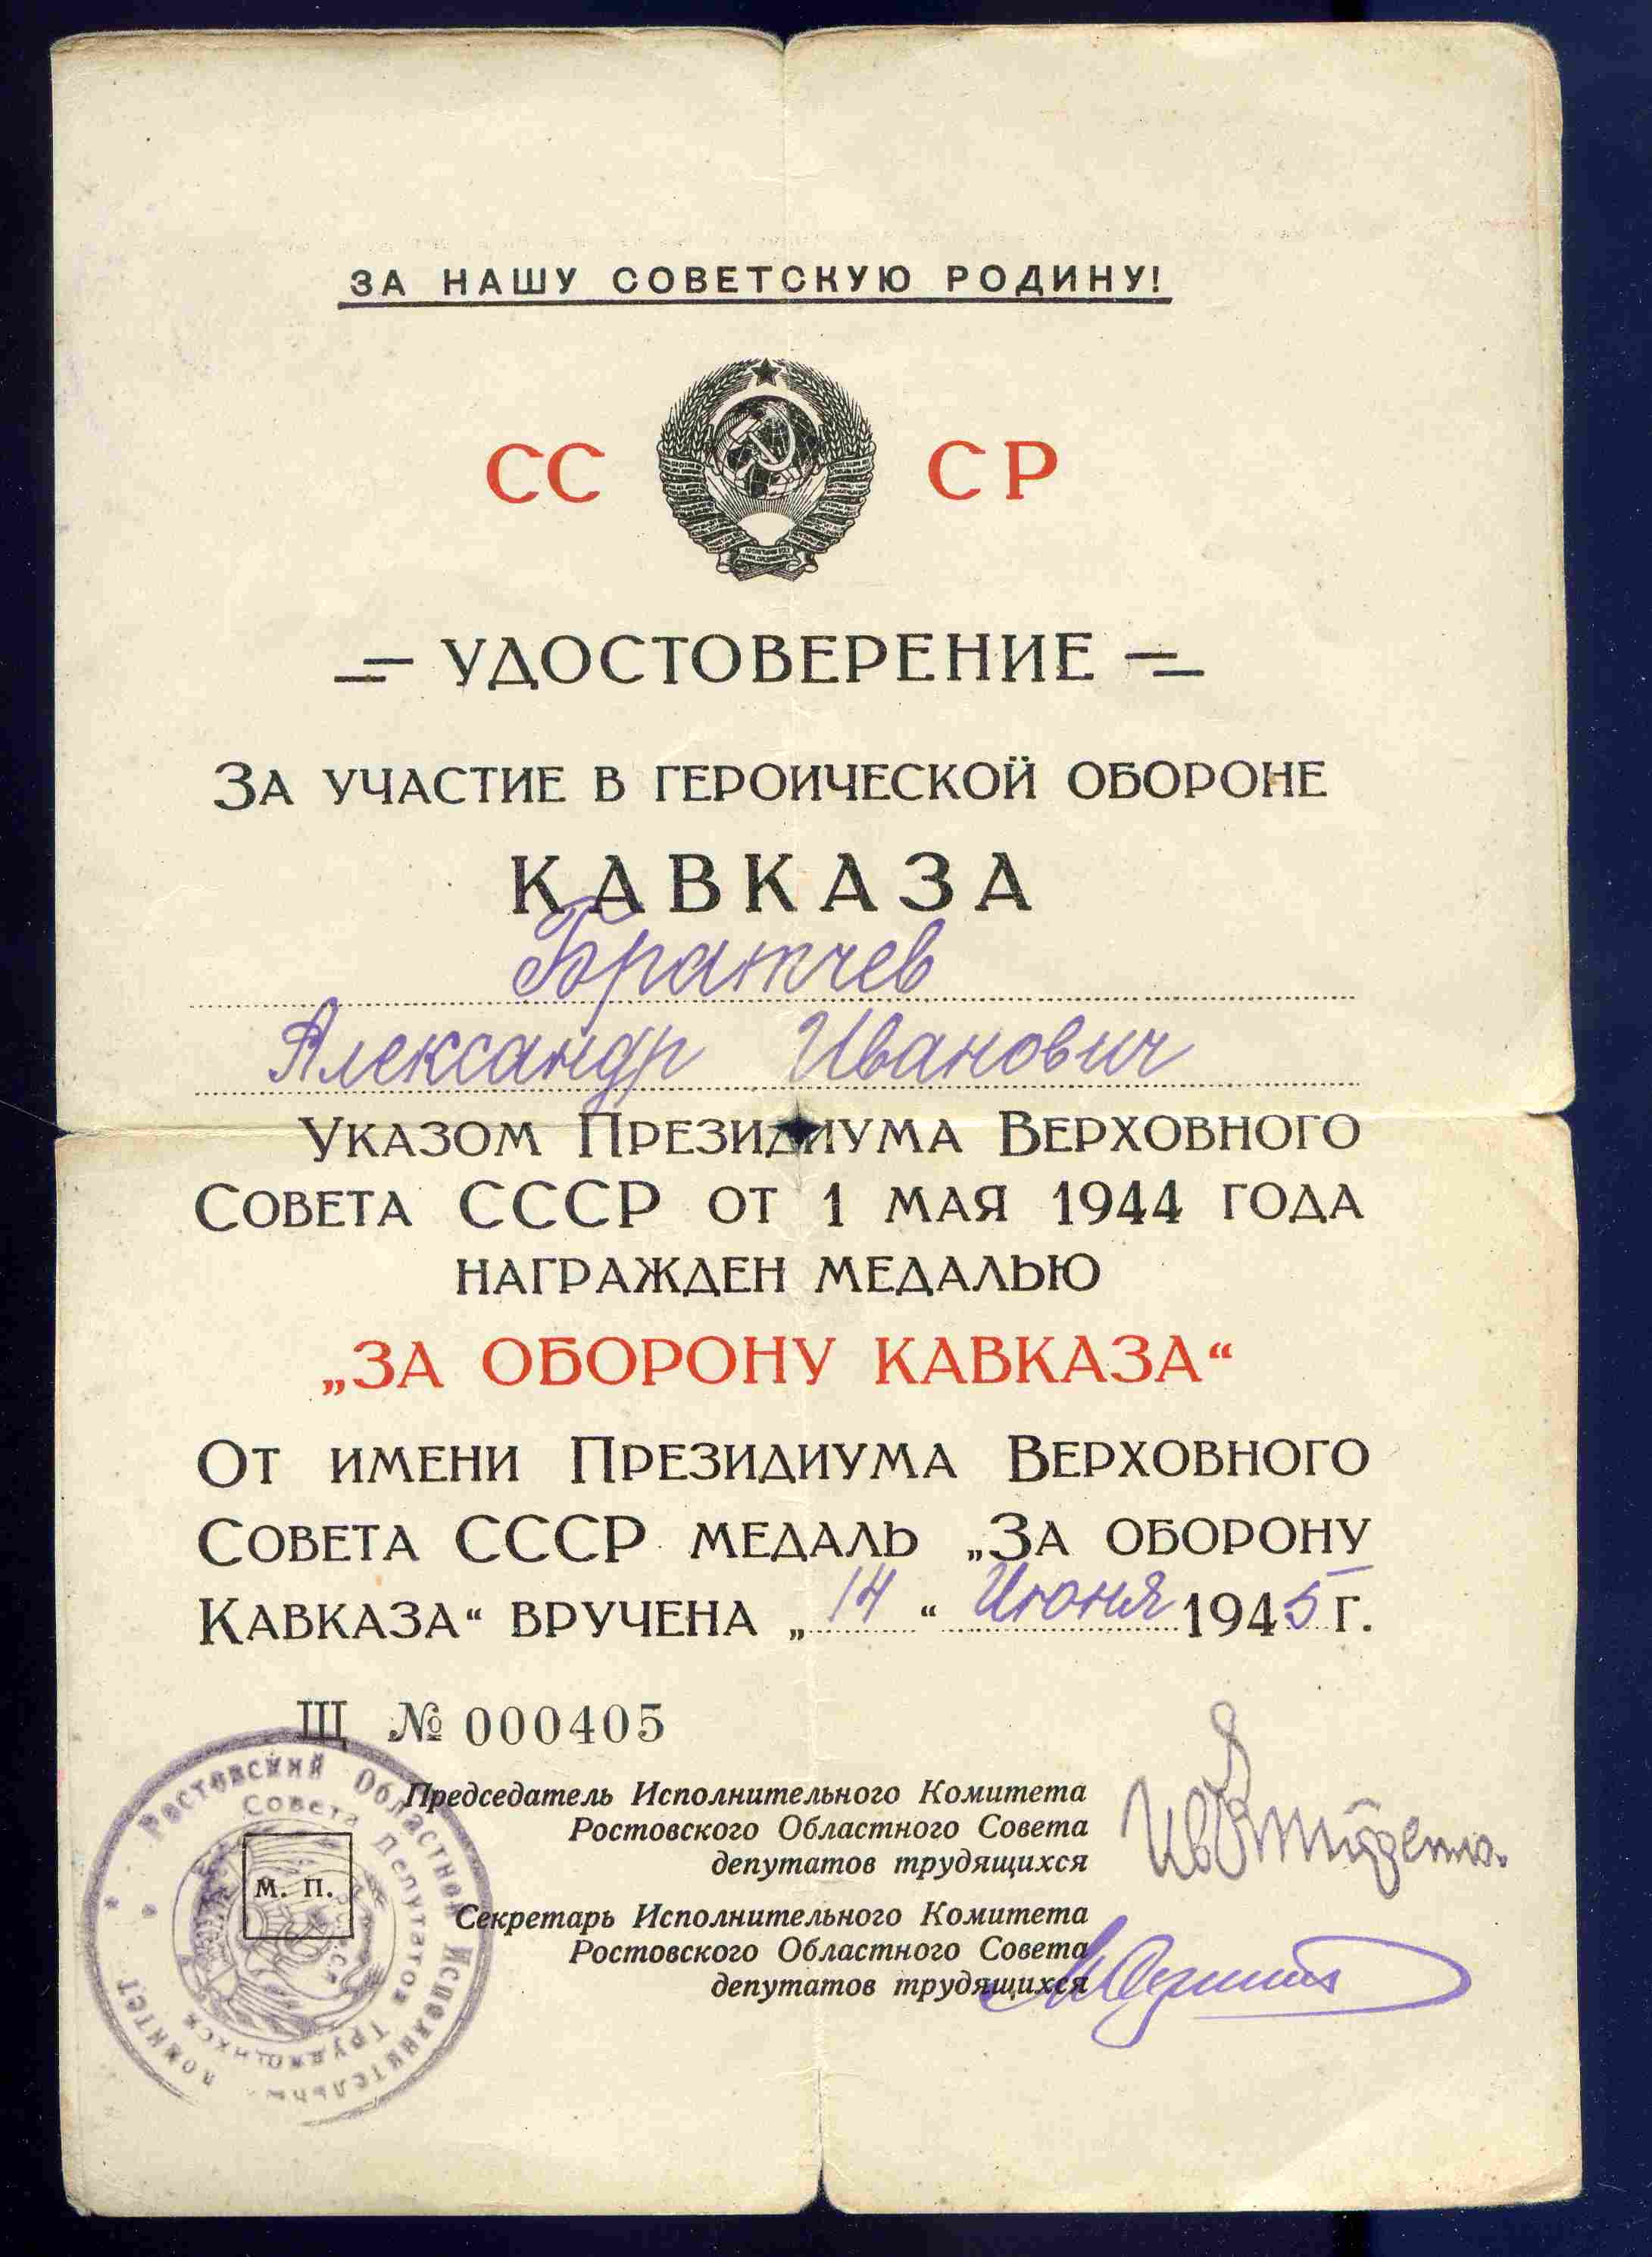 ЗА НАШУ СОВЕТСКУЮ РОДИНУ!
СС СР
УДОСТОВЕРЕНИЕ
ЗА УЧАСТИЕ В ГЕРОИЧЕСКОЙ ОБОРОНЕ
КАВКАЗА
Бражчев
Александр Иванович
УКАЗОМ ПРЕЗИДИУМА ВЕРХОВНОГО
СОВЕТА СССР ОТ 1 МАЯ 1944 ГОДА
НАГРАЖДЕН МЕДАЛЬЮ
„ЗА ОБОРОНУ КАВКАЗА“
ОТ ИМЕНИ ПРЕЗИДИУМА ВЕРХОВНОГО
СОВЕТА СССР МЕДАЛЬ „ЗА ОБОРОНУ
КАВКАЗА“ ВРУЧЕНА „14“ Июня 1945 Г.
Щ № 000405
Председатель Исполнительного Комитета
Ростовского Областного Совета
депутатов трудящихся
Секретарь Исполнительного Комитета
Ростовского Областного Совета
депутатов трудящихся
М. П.
Ростовский Областной Исполнительный комитет
Совета Депутатов Трудящихся